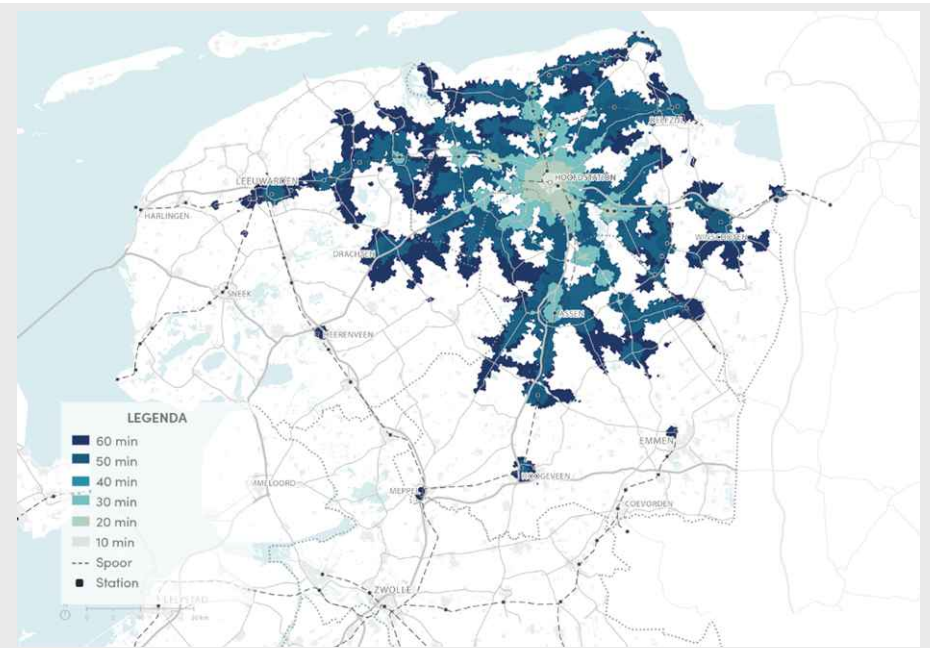 DELFZIJL
HOOFDSTATION
LEEUWARDEN
HARLINGEN
WINSCHOTEN
DRACHTEN
SNEEK
ASSEN
HEERENVEEN
LEGENDA
60 min
50 min
40 min
30 min
20 min
10 min
Spoor
Station
EMMEN
HOOGEVEEN
MEPPEL
COEVORDEN
ZWOLLE
LELYSTAD